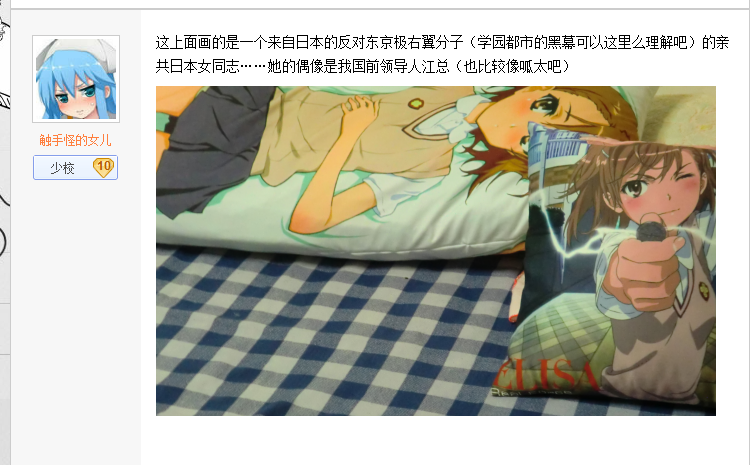 这上面画的是一个来自日本的反对东京极右翼分子（学园都市的黑幕可以这里么理解吧）的亲
共日本女同志……她的偶像是我国前领导人江总（也比较像呱太吧）
触手怪的女儿
少校 10
ELISA